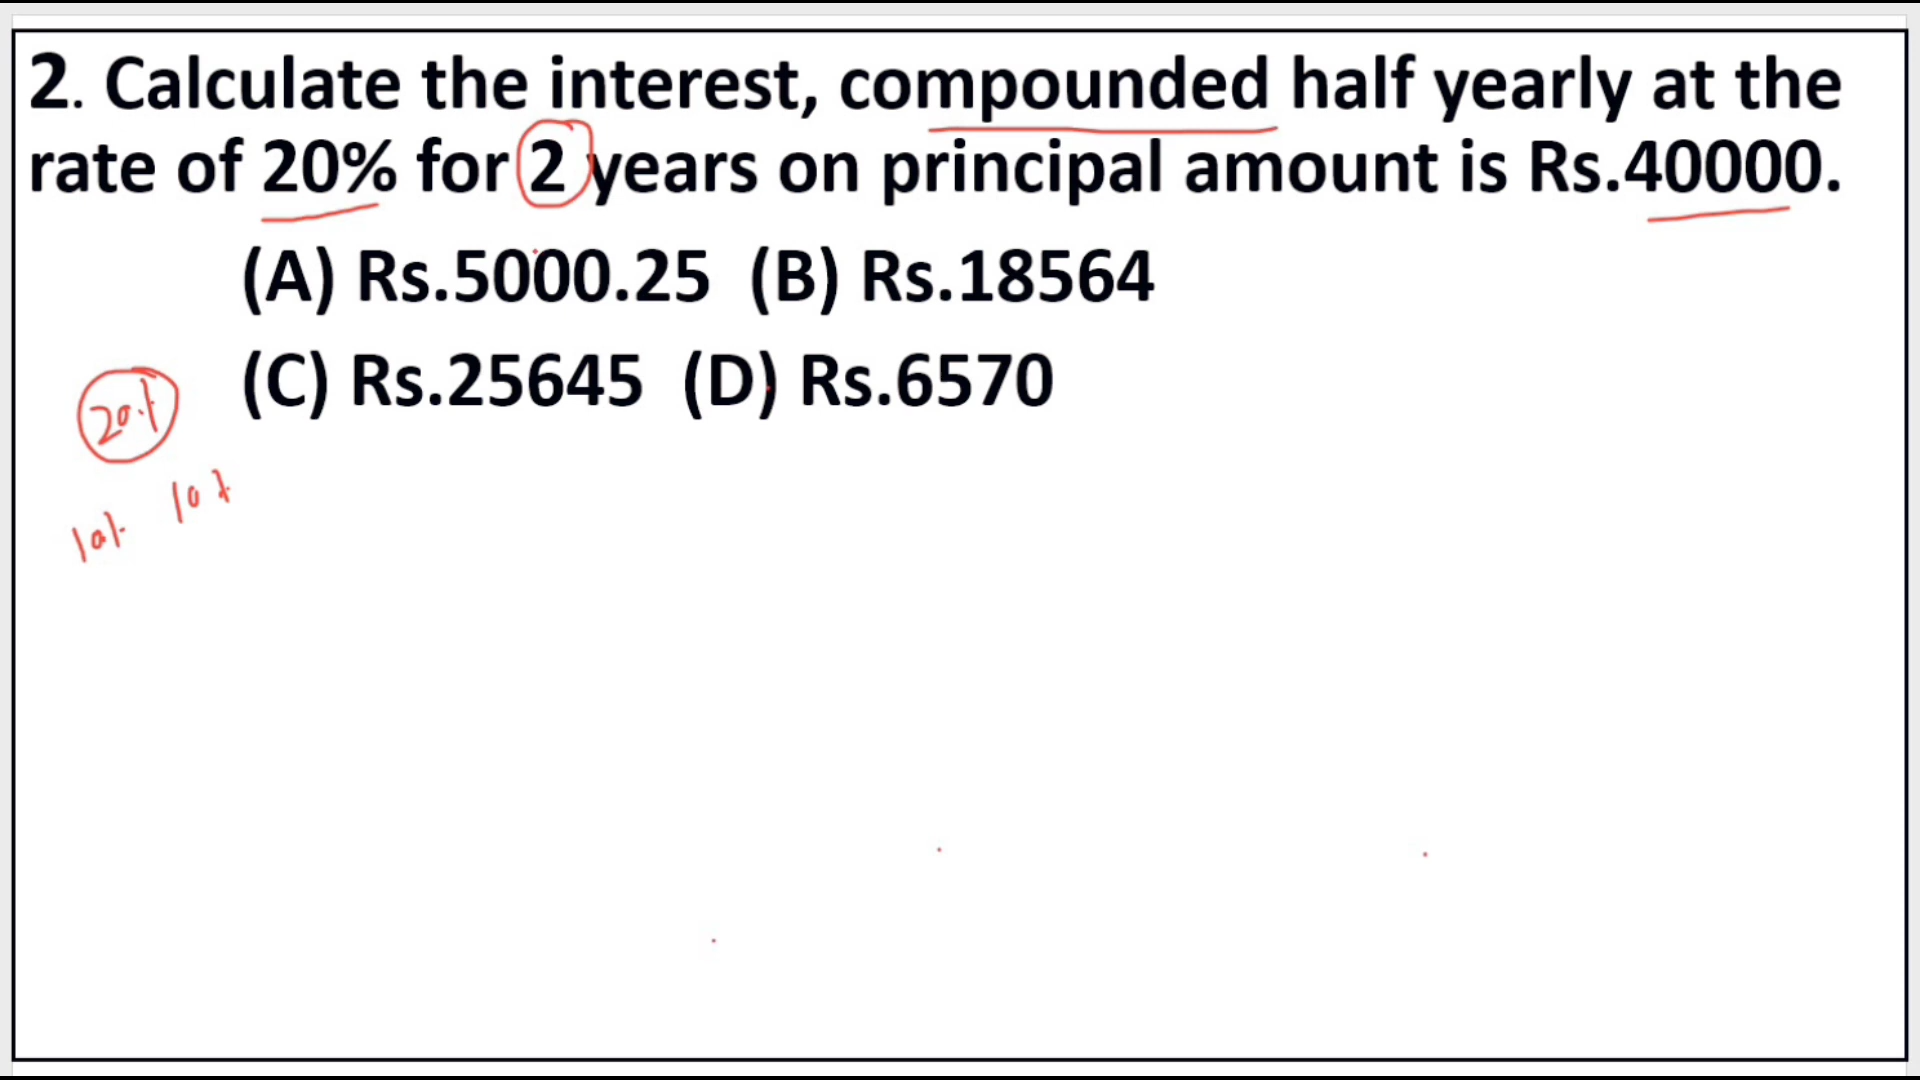 2. Calculate the interest, compounded half yearly at the
rate of 20% for 2 years on principal amount is Rs.40000.
(A) Rs.5000.25 (B) Rs.18564
(C) Rs.25645 (D) Rs.6570
20%
10% 10%